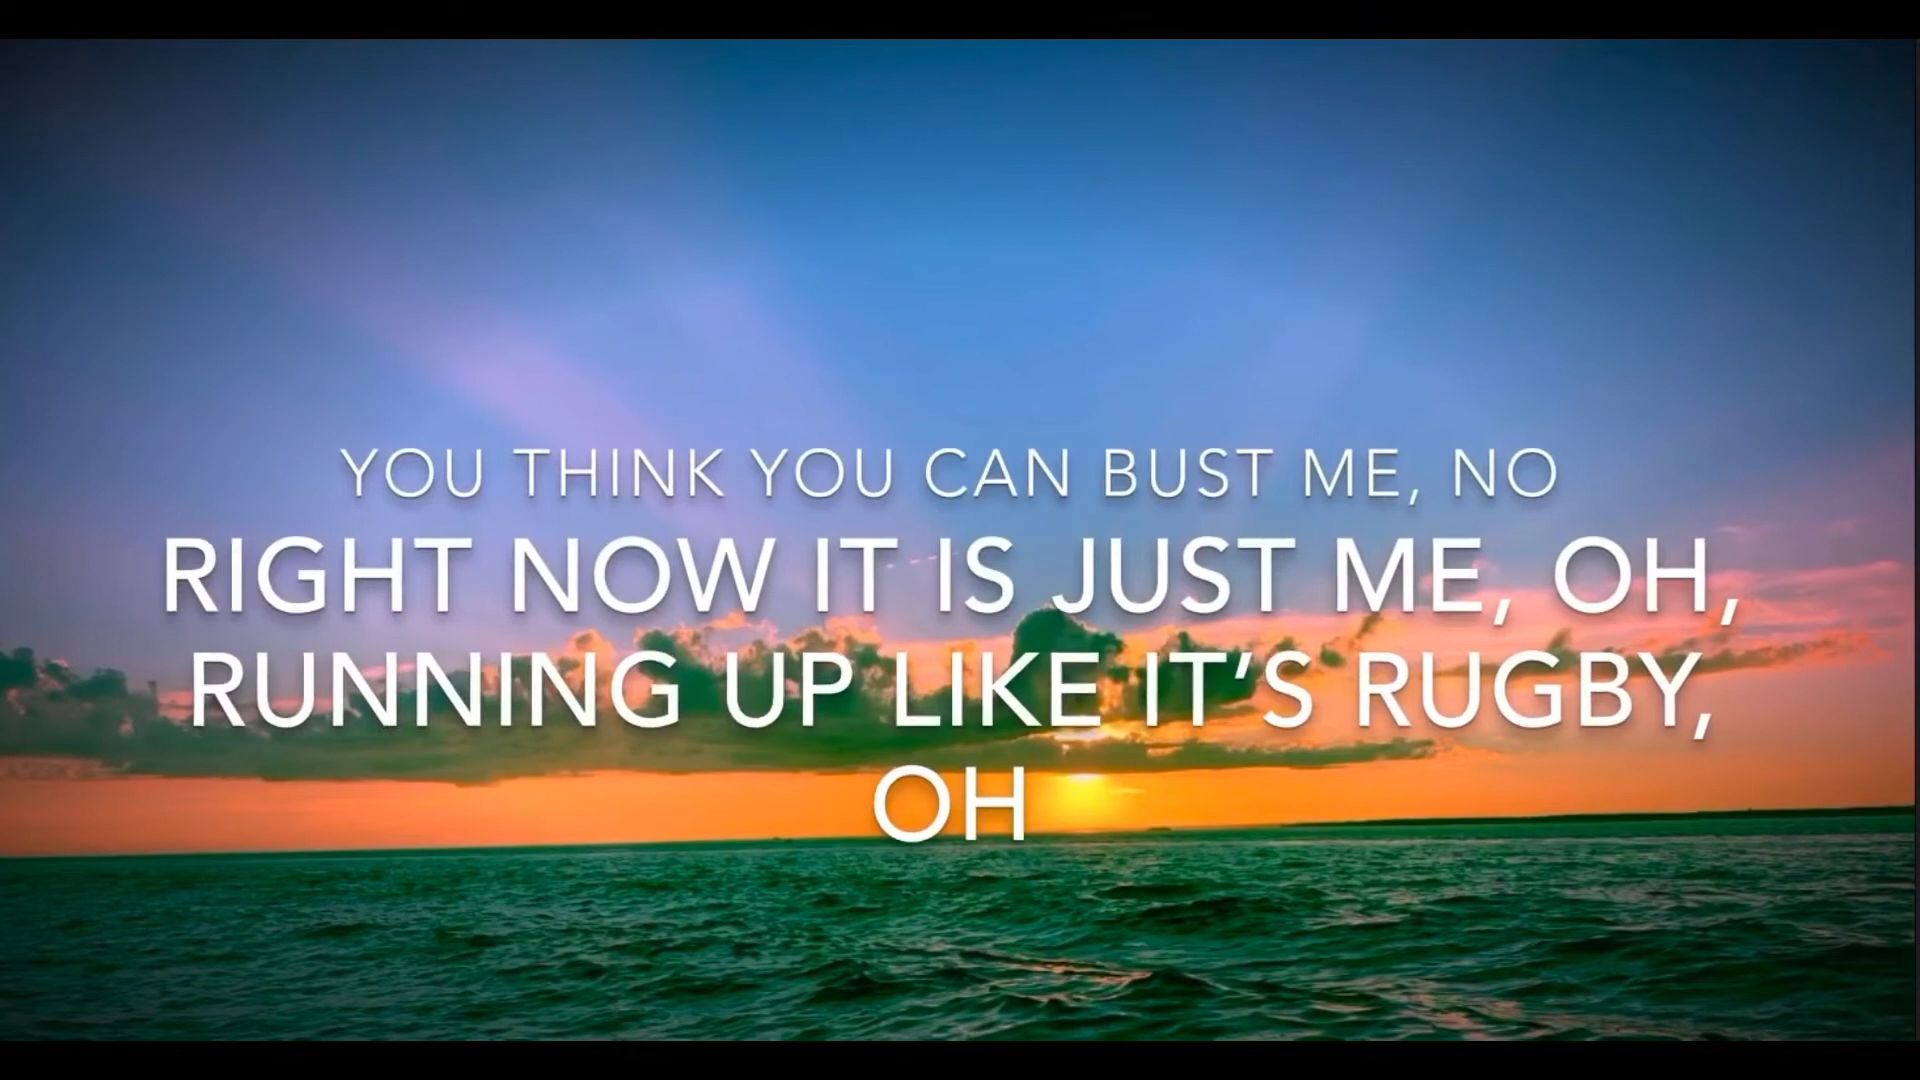 YOU THINK YOU CAN BUST ME, NO
RIGHT NOW IT IS JUST ME, OH,
RUNNING UP LIKE IT’S RUGBY,
OH